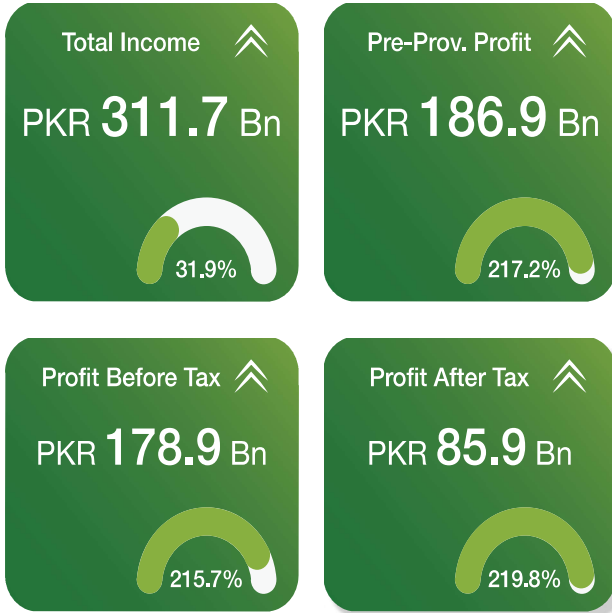 Total Income
PKR 311.7 Bn
31.9%
Pre-Prov. Profit
PKR 186.9 Bn
217.2%
Profit Before Tax
PKR 178.9 Bn
215.7%
Profit After Tax
PKR 85.9 Bn
219.8%